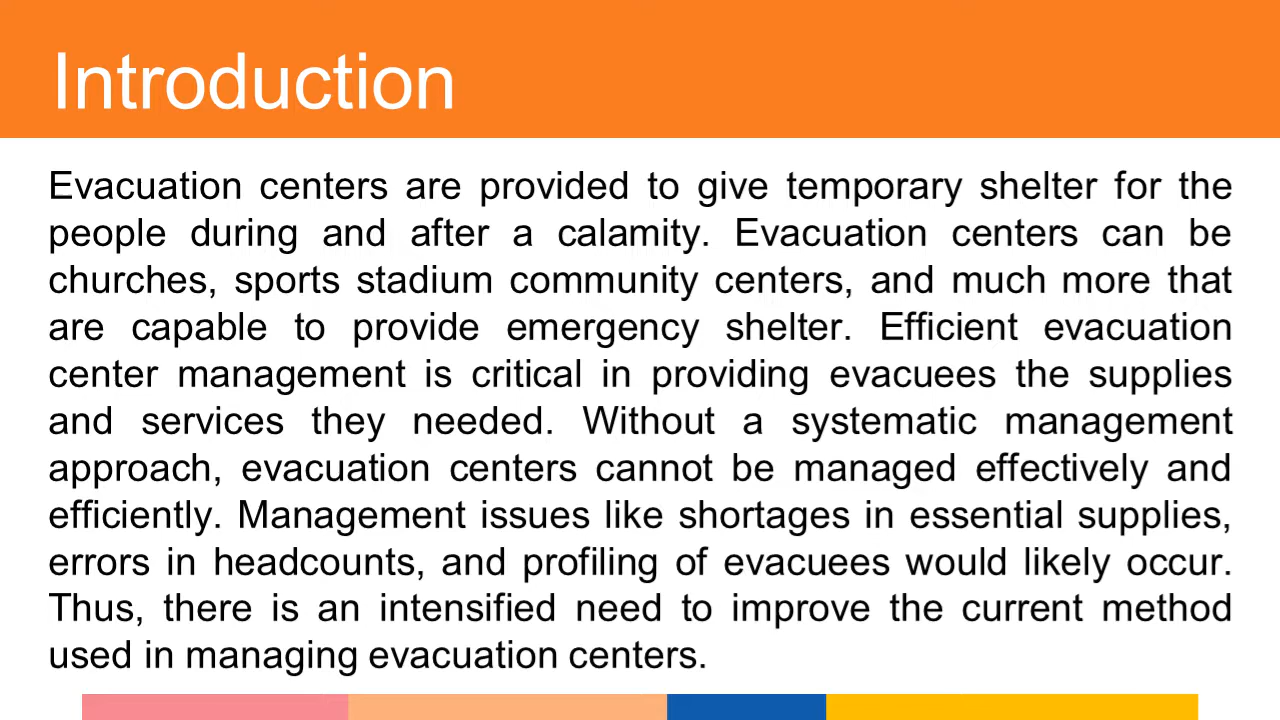 Introduction
Evacuation centers are provided to give temporary shelter for the
people during and after a calamity. Evacuation centers can be
churches, sports stadium community centers, and much more that
are capable to provide emergency shelter. Efficient evacuation
center management is critical in providing evacuees the supplies
and services they needed. Without a systematic management
approach, evacuation centers cannot be managed effectively and
efficiently. Management issues like shortages in essential supplies,
errors in headcounts, and profiling of evacuees would likely occur.
Thus, there is an intensified need to improve the current method
used in managing evacuation centers.